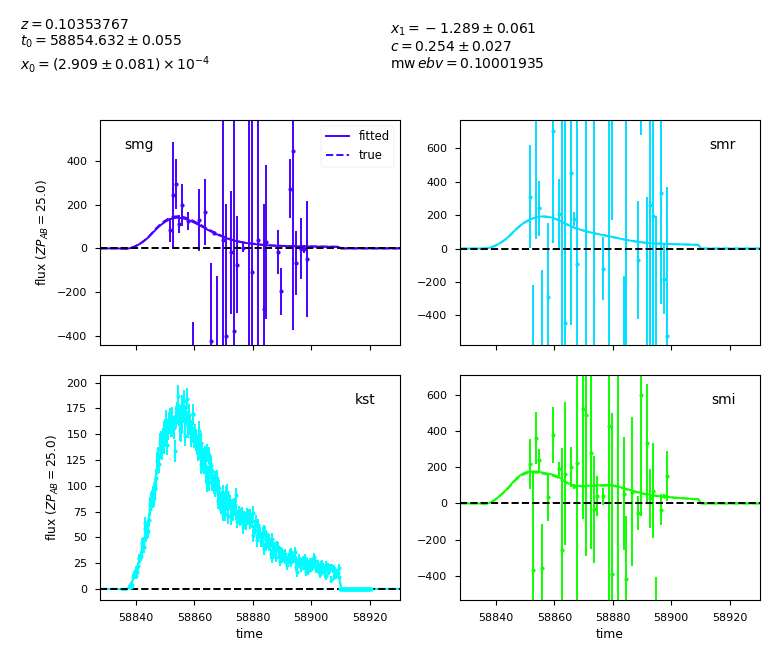 z = 0.10353767
t₀ = 58854.632 ± 0.055
x₀ = (2.909 ± 0.081) × 10⁻⁴
x₁ = −1.289 ± 0.061
c = 0.254 ± 0.027
mw ebv = 0.10001935
smg
fitted
true
400
200
0
−200
−400
flux (ZP_AB = 25.0)
smr
600
400
200
0
−200
−400
kst
200
175
150
125
100
75
50
25
0
flux (ZP_AB = 25.0)
58840 58860 58880 58900 58920
time
smi
600
400
200
0
−200
−400
58840 58860 58880 58900 58920
time